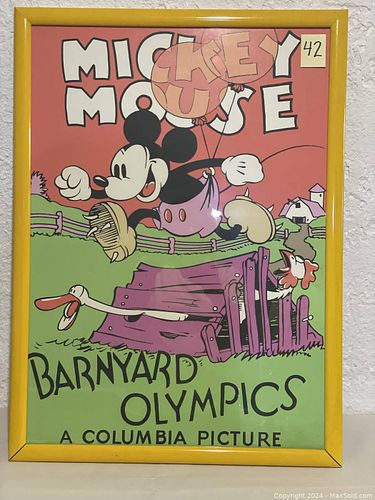 MICKEY
42
MOUSE
BARNYARD
OLYMPICS
A COLUMBIA PICTURE
Copyright 2024 - MaxSold.com